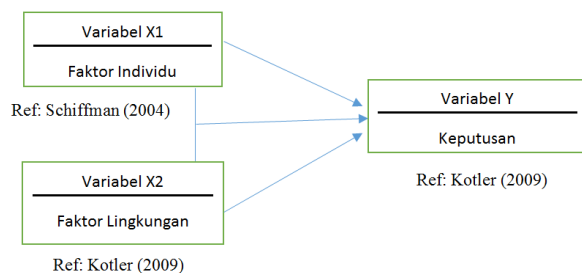 Variabel X1
Faktor Individu
Ref: Schiffman (2004)
Variabel Y
Keputusan
Ref: Kotler (2009)
Variabel X2
Faktor Lingkungan
Ref: Kotler (2009)